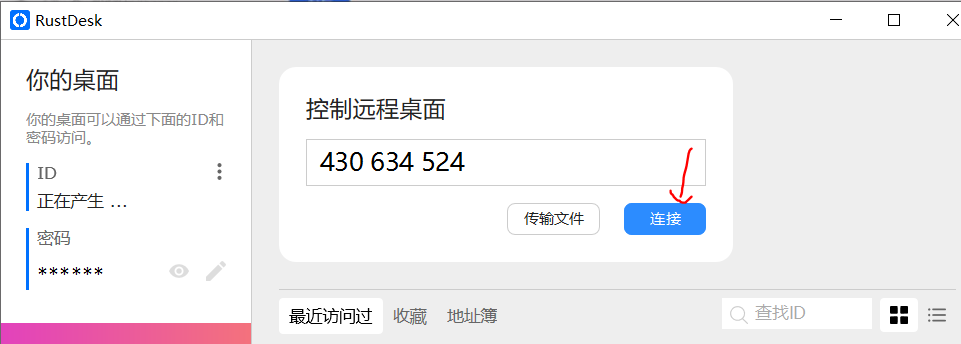 RustDesk
你的桌面
你的桌面可以通过下面的ID和
密码访问。
ID
正在产生 ...
密码
******
控制远程桌面
430 634 524
传输文件
连接
最近访问过
收藏
地址簿
查找ID